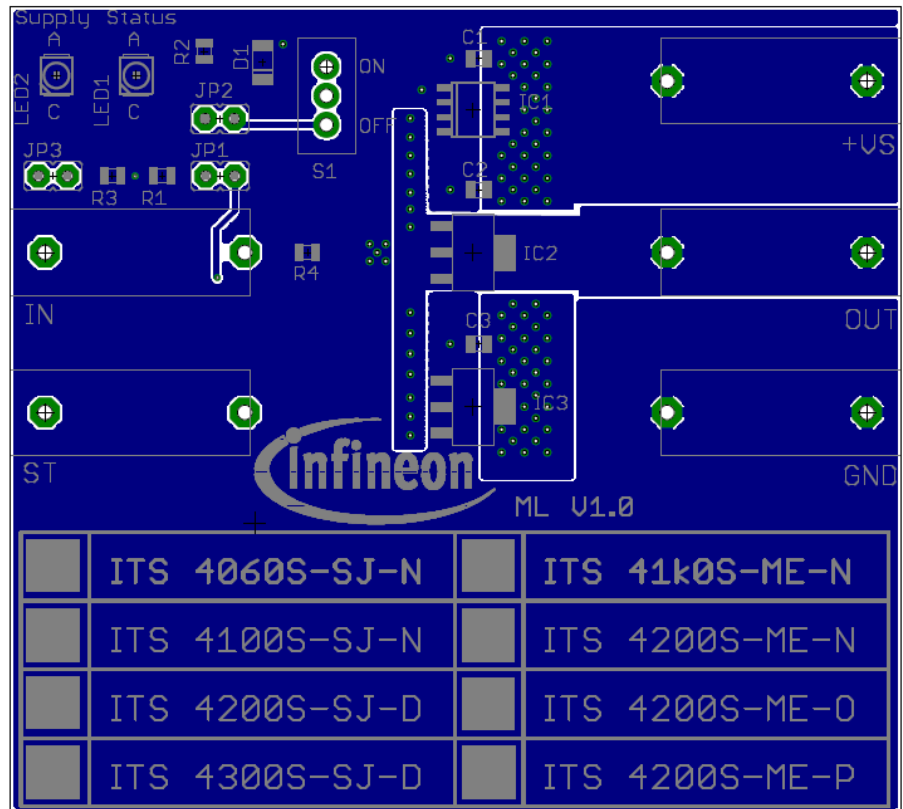 Supply Status
A A
LED2 LED1
C C
R2 D1
ON
OFF
S1
JP2
JP3 JP1
R3 R1
R4
C1
IC1
C2
+VS
IC2
IN
OUT
C3
IC3
ST
GND
Infineon
ML V1.0
ITS 4060S-SJ-N ITS 41k0S-ME-N
ITS 4100S-SJ-N ITS 4200S-ME-N
ITS 4200S-SJ-D ITS 4200S-ME-O
ITS 4300S-SJ-D ITS 4200S-ME-P